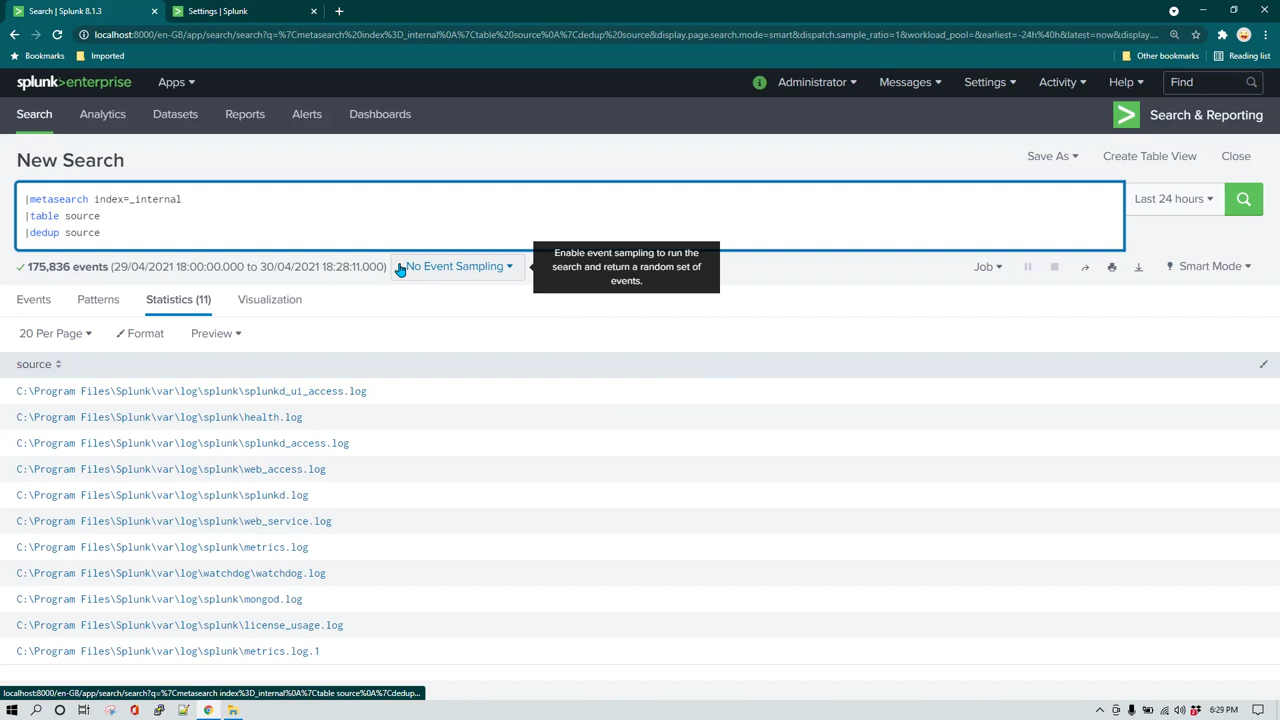 Search | Splunk 8.1.3
Settings | Splunk
localhost:8000/en-GB/app/search/search?q=%7Cmetasearch%20index%3D_internal%0A%7Ctable%20source%0A%7Cdedup%20source&display.page.search.mode=smart&dispatch.sample_ratio=1&workload_pool=&earliest=-24h%40h&latest=now&display....
Bookmarks
Imported
Other bookmarks
Reading list
splunk>enterprise
Apps
Administrator
Messages
Settings
Activity
Help
Find
Search
Analytics
Datasets
Reports
Alerts
Dashboards
Search & Reporting
New Search
Save As
Create Table View
Close
|metasearch index=_internal
|table source
|dedup source
Last 24 hours
175,836 events (29/04/2021 18:00:00.000 to 30/04/2021 18:28:11.000)
No Event Sampling
Enable event sampling to run the
search and return a random set of
events.
Job
Smart Mode
Events
Patterns
Statistics (11)
Visualization
20 Per Page
Format
Preview
source
C:\Program Files\Splunk\var\log\splunk\splunkd_ui_access.log
C:\Program Files\Splunk\var\log\splunk\health.log
C:\Program Files\Splunk\var\log\splunk\splunkd_access.log
C:\Program Files\Splunk\var\log\splunk\web_access.log
C:\Program Files\Splunk\var\log\splunk\splunkd.log
C:\Program Files\Splunk\var\log\splunk\web_service.log
C:\Program Files\Splunk\var\log\splunk\metrics.log
C:\Program Files\Splunk\var\log\watchdog\watchdog.log
C:\Program Files\Splunk\var\log\splunk\mongod.log
C:\Program Files\Splunk\var\log\splunk\license_usage.log
C:\Program Files\Splunk\var\log\splunk\metrics.log.1
localhost:8000/en-GB/app/search/search?q=%7Cmetasearch index%3D_internal%0A%7Ctable source%0A%7Cdedup...
6:29 PM